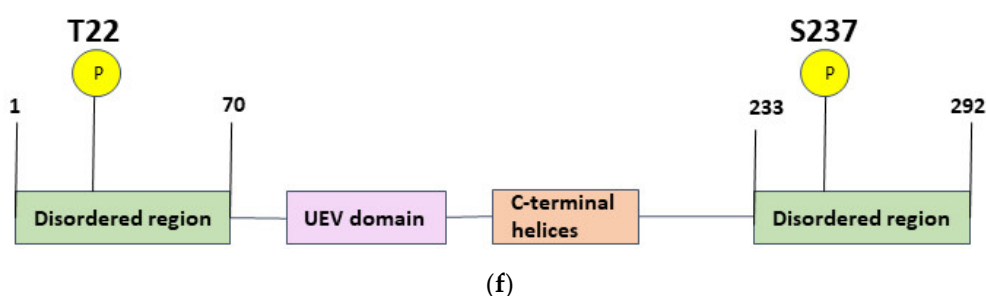 T22 S237
P P
1 70 233 292
Disordered region UEV domain C-terminal helices Disordered region
(f)